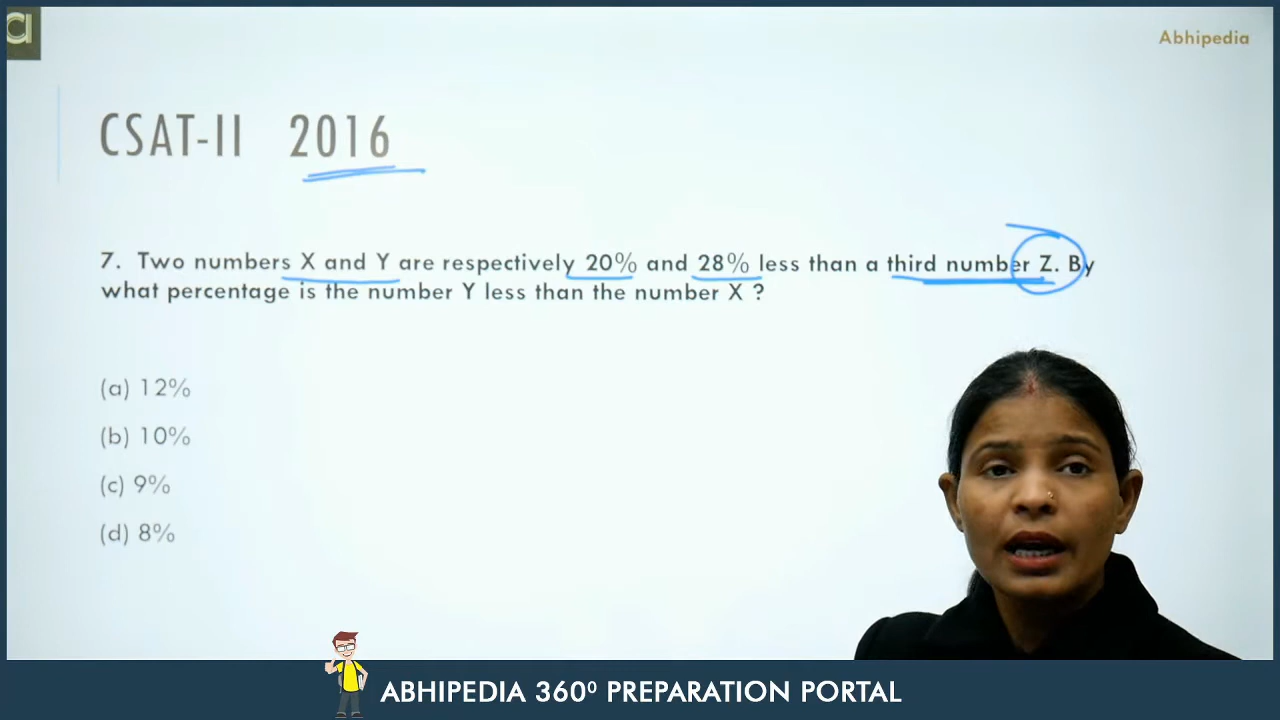 a
Abhipedia
CSAT-II 2016
7. Two numbers X and Y are respectively 20% and 28% less than a third number Z. By
what percentage is the number Y less than the number X ?
(a) 12%
(b) 10%
(c) 9%
(d) 8%
ABHIPEDIA 360⁰ PREPARATION PORTAL